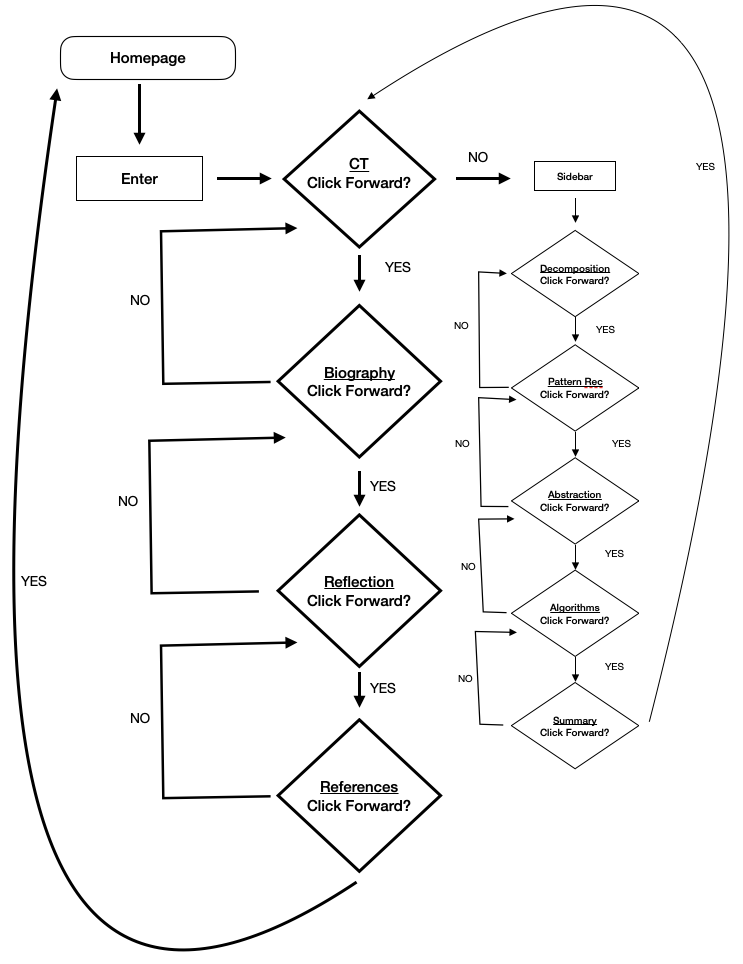 Homepage
Enter
CT
Click Forward?
NO
Sidebar
YES
YES
NO
Decomposition
Click Forward?
NO
YES
Biography
Click Forward?
Pattern Rec
Click Forward?
NO
YES
YES
NO
Abstraction
Click Forward?
NO
YES
YES
Reflection
Click Forward?
Algorithms
Click Forward?
NO
YES
YES
NO
NO
Summary
Click Forward?
References
Click Forward?